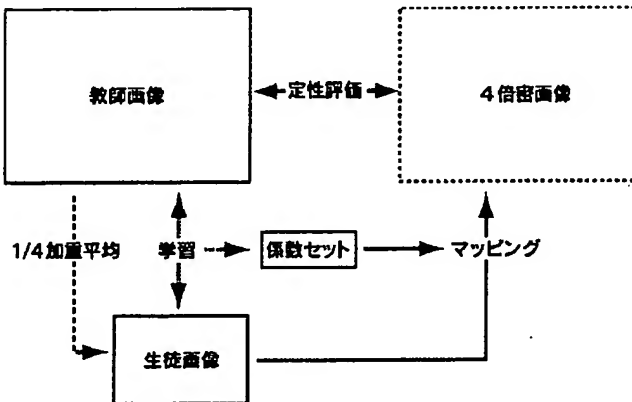 教師画像
定性評価
4倍密画像
1/4加重平均
学習
係数セット
マッピング
生徒画像